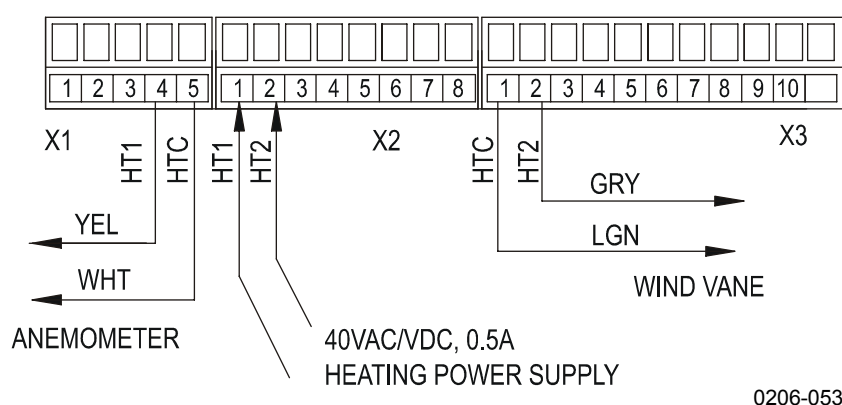 1 2 3 4 5 1 2 3 4 5 6 7 8 1 2 3 4 5 6 7 8 9 10
X1 X2 X3
HT1 HTC HT1 HT2 HTC HT2
GRY
YEL LGN
WHT WIND VANE
ANEMOMETER 40VAC/VDC, 0.5A
HEATING POWER SUPPLY
0206-053